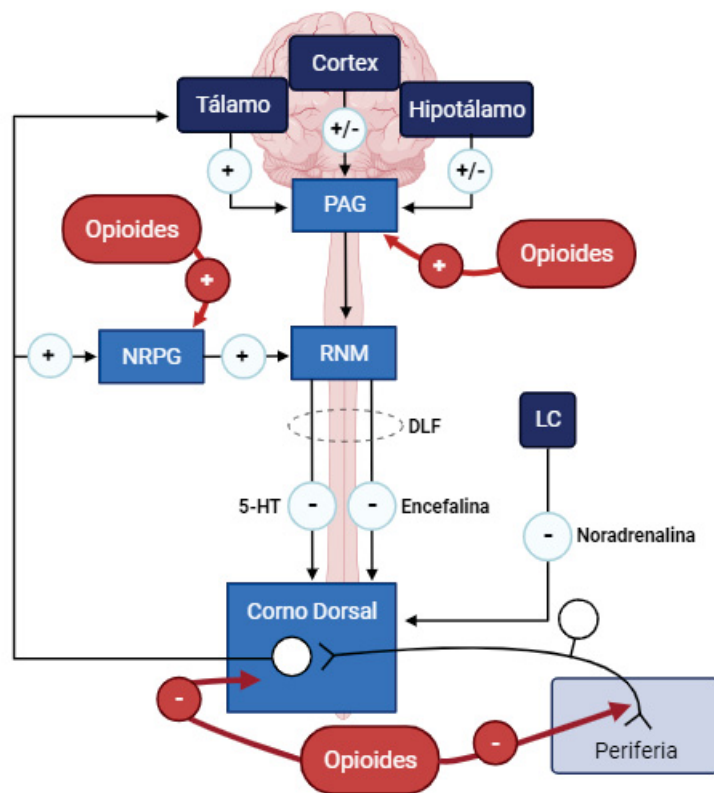 Cortex
Tálamo
Hipotálamo
+/-
+
+/-
PAG
Opioides
+
Opioides
+
+
NRPG
+
RNM
DLF
LC
5-HT
-
-
Encefalina
-
Noradrenalina
Corno Dorsal
-
Opioides
-
Periferia